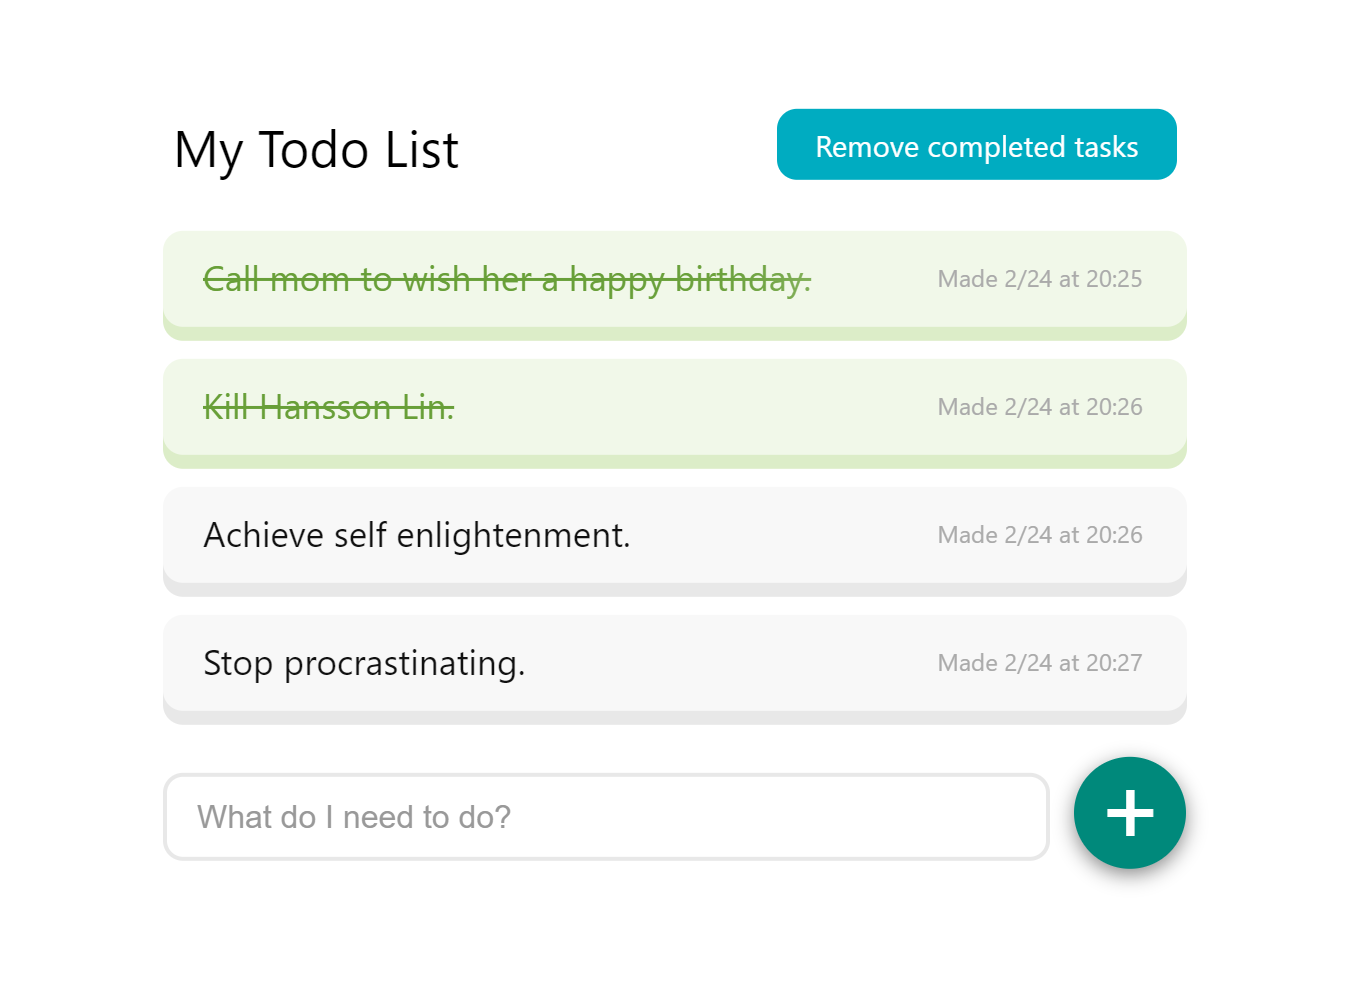 My Todo List
Remove completed tasks
Call mom to wish her a happy birthday.
Made 2/24 at 20:25
Kill Hansson Lin.
Made 2/24 at 20:26
Achieve self enlightenment.
Made 2/24 at 20:26
Stop procrastinating.
Made 2/24 at 20:27
What do I need to do?
+